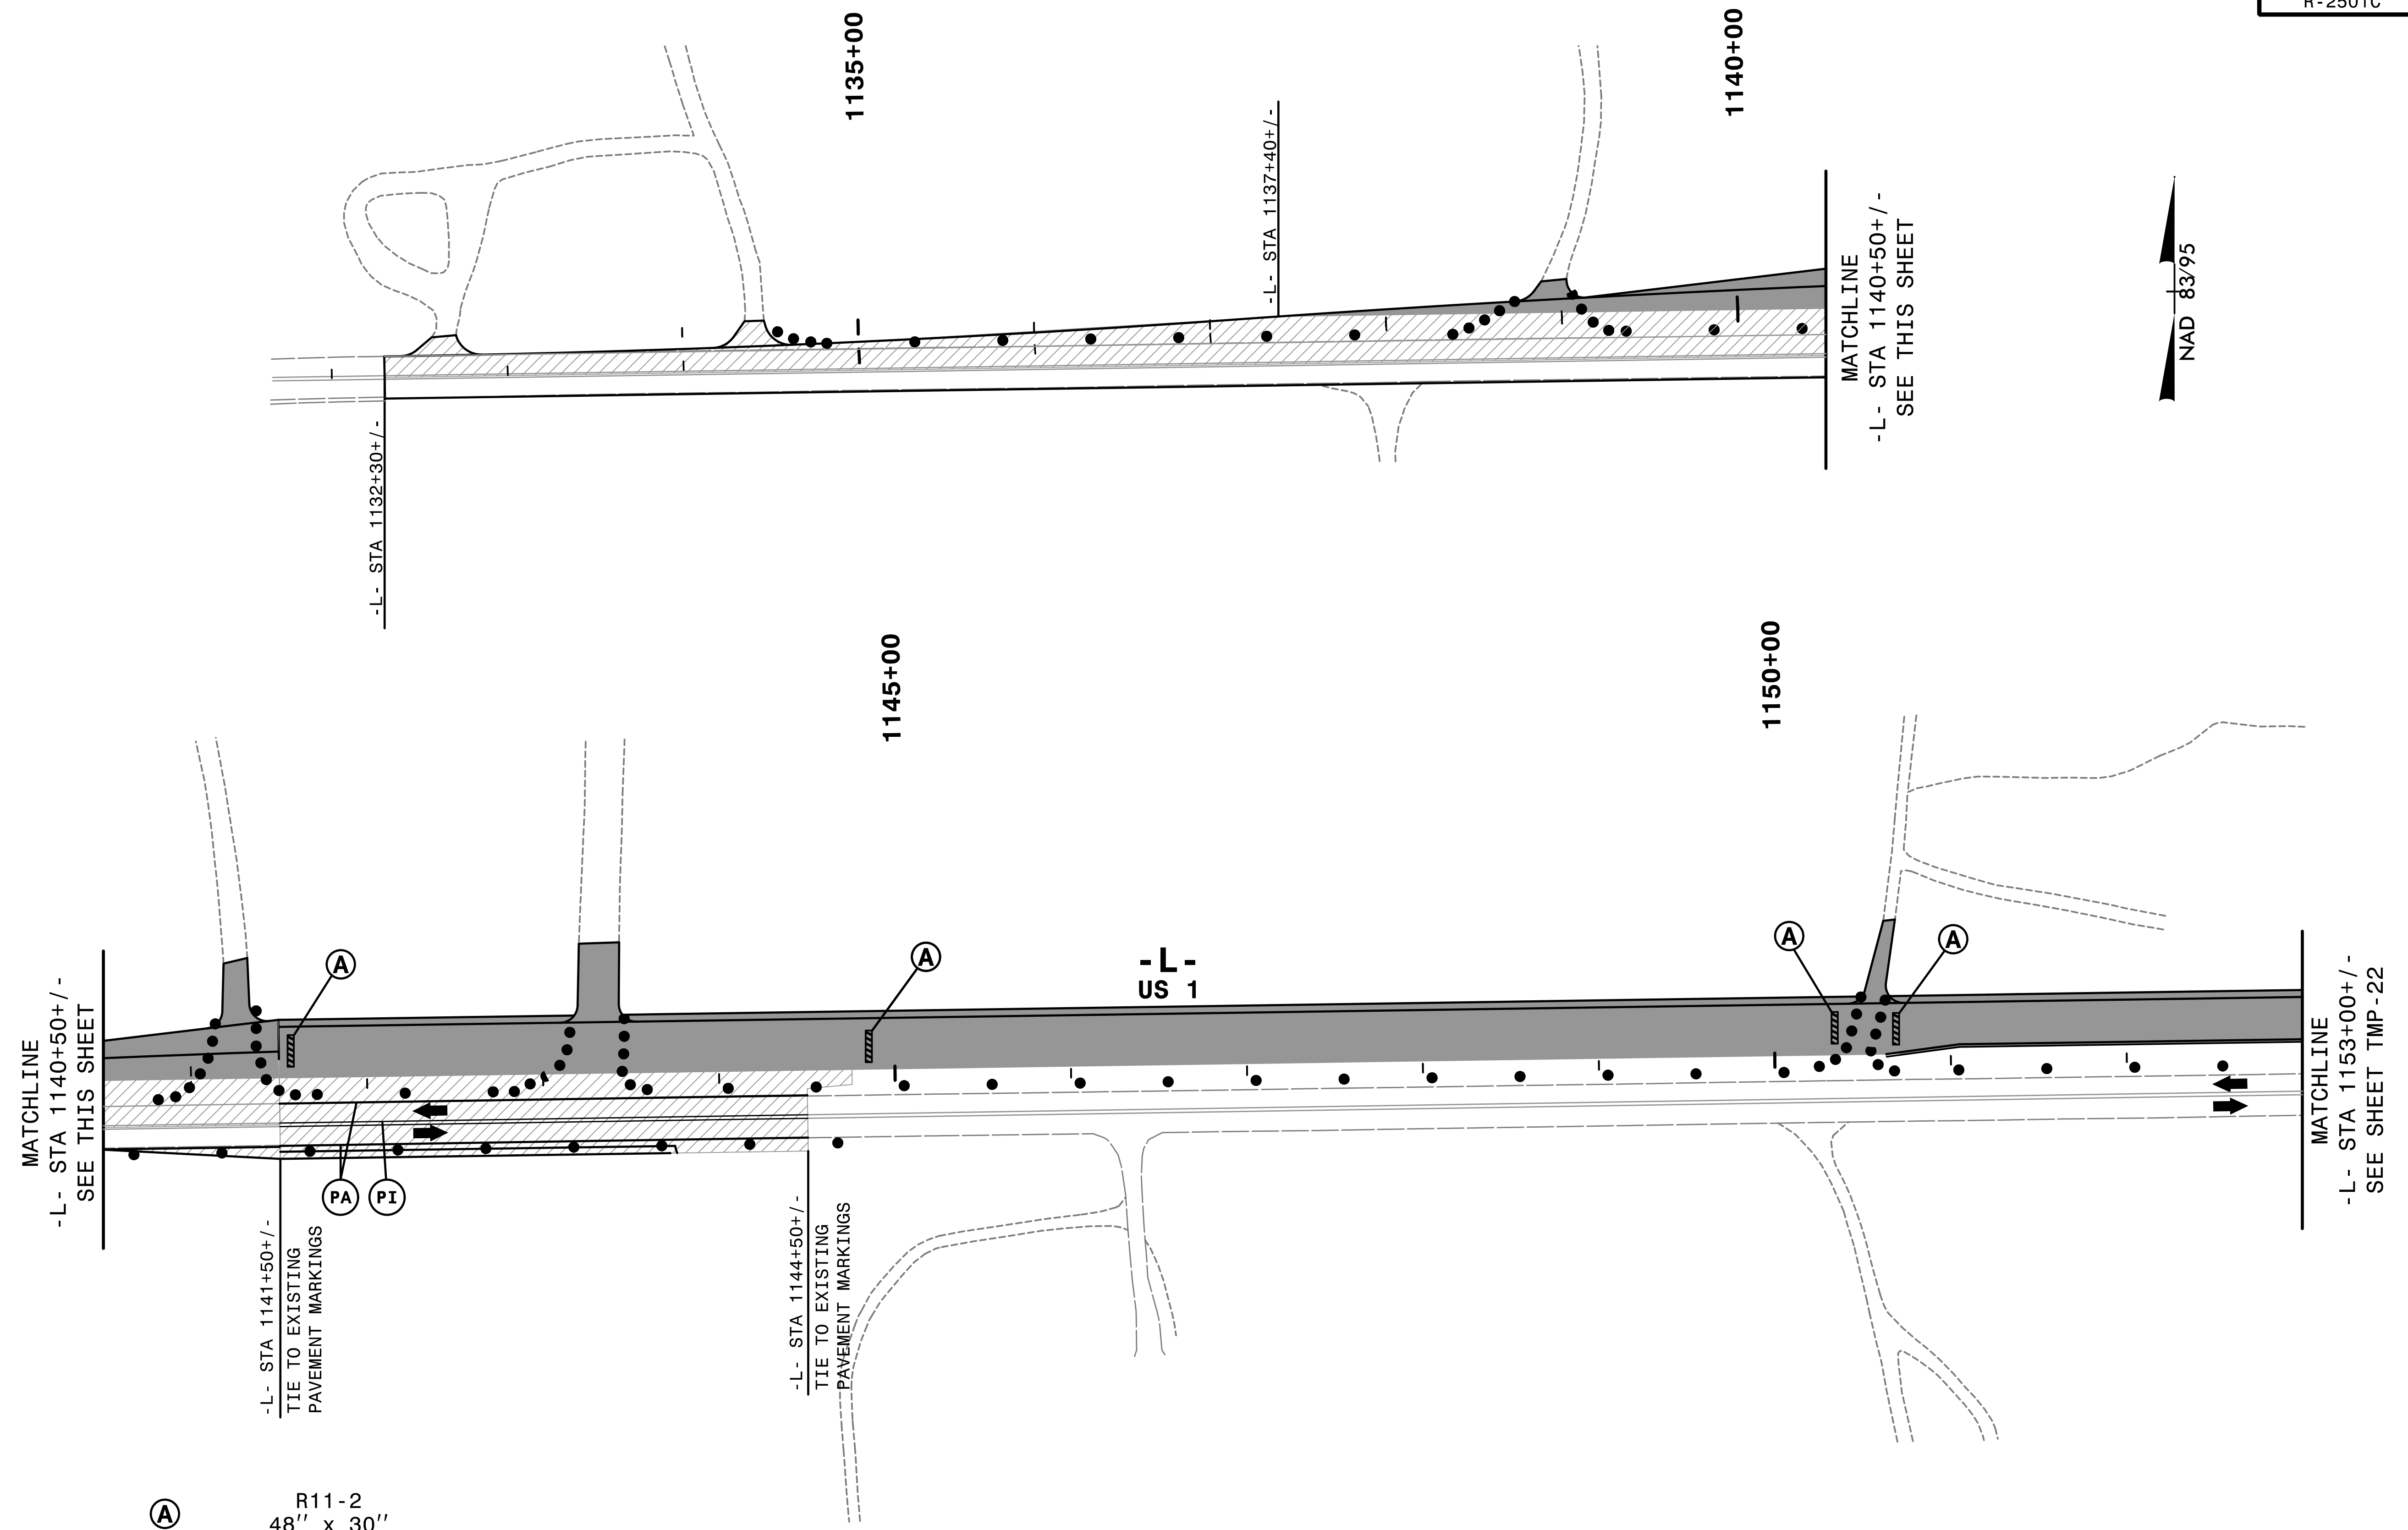 R-2501C
1135+00
1140+00
-L- STA 1137+40+/-
MATCHLINE
-L- STA 1140+50+/-
SEE THIS SHEET
NAD 83/95
-L- STA 1132+30+/-
1145+00
1150+00
A
A
-L-
US 1
A
A
MATCHLINE
-L- STA 1140+50+/-
SEE THIS SHEET
MATCHLINE
-L- STA 1153+00+/-
SEE SHEET TMP-22
PA
PI
-L- STA 1141+50+/-
TIE TO EXISTING
PAVEMENT MARKINGS
-L- STA 1144+50+/-
TIE TO EXISTING
PAVEMENT MARKINGS
A
R11-2
48'' x 30''